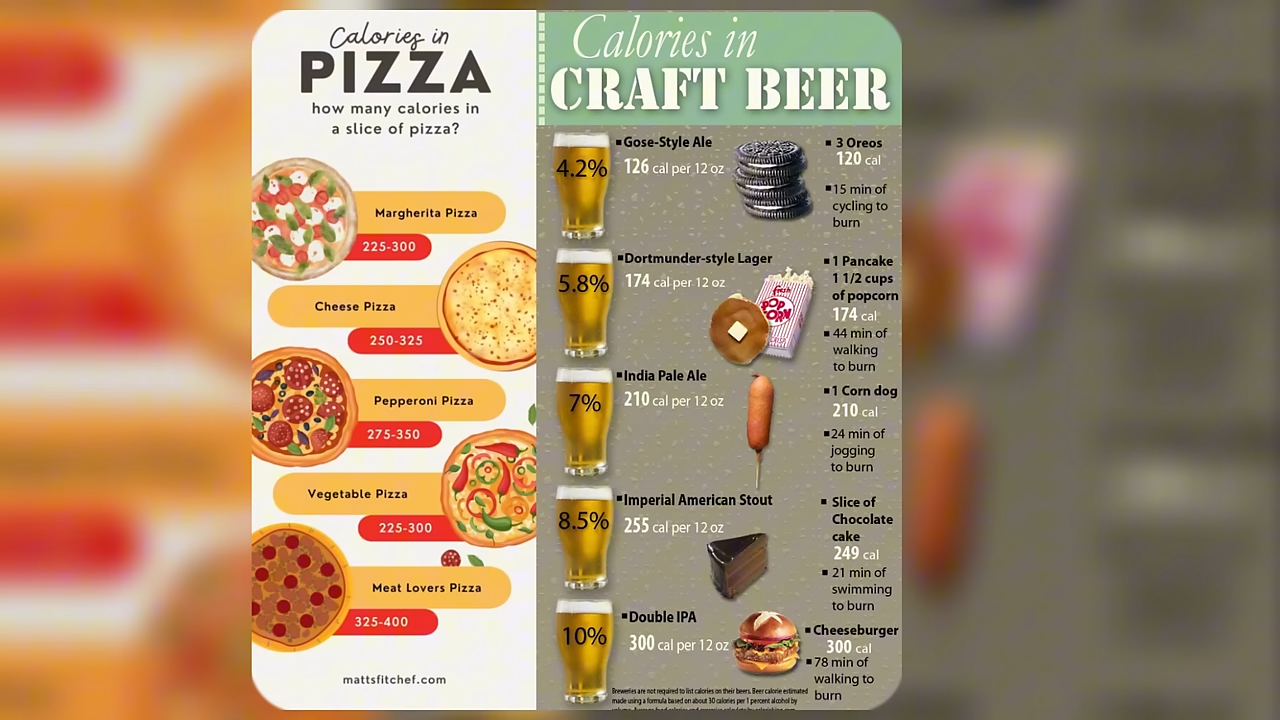 Calories in
PIZZA
how many calories in
a slice of pizza?
Margherita Pizza
225-300
Cheese Pizza
250-325
Pepperoni Pizza
275-350
Vegetable Pizza
225-300
Meat Lovers Pizza
325-400
mattsfitchef.com
Calories in
CRAFT BEER
4.2%
▪Gose-Style Ale
126 cal per 12 oz
▪ 3 Oreos
120 cal
▪15 min of
cycling to
burn
5.8%
▪Dortmunder-style Lager
174 cal per 12 oz
fresh
POP
CORN
▪ 1 Pancake
1 1/2 cups
of popcorn
174 cal
▪ 44 min of
walking
to burn
7%
▪India Pale Ale
210 cal per 12 oz
▪1 Corn dog
210 cal
▪24 min of
jogging
to burn
8.5%
▪Imperial American Stout
255 cal per 12 oz
▪ Slice of
Chocolate
cake
249 cal
▪ 21 min of
swimming
to burn
10%
▪Double IPA
300 cal per 12 oz
▪Cheeseburger
300 cal
▪78 min of
walking to
burn
Breweries are not required to list calories on their beers. Beer calorie estimated
made using a formula based on about 30 calories per 1 percent alcohol by